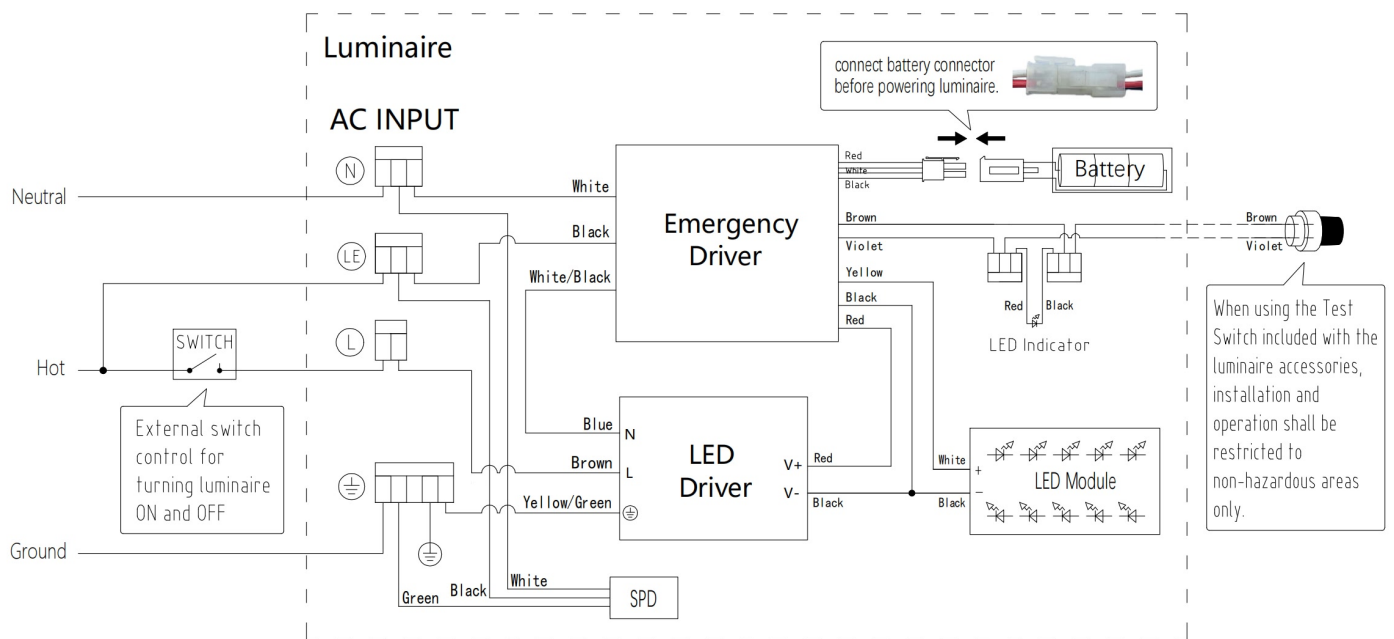 Luminaire
connect battery connector
before powering luminaire.
AC INPUT
N
Neutral
White
Emergency
Driver
Red
White
Black
Battery
Black
LE
White/Black
Brown
Violet
Brown
Violet
Yellow
Black
Red
Red
Black
LED Indicator
L
SWITCH
Hot
External switch
control for
turning luminaire
ON and OFF
When using the Test
Switch included with the
luminaire accessories,
installation and
operation shall be
restricted to
non-hazardous areas
only.
Blue
N
Brown
L
Yellow/Green
LED
Driver
V+
V-
Red
Black
White
+
Black
−
LED Module
Ground
Green
Black
White
SPD